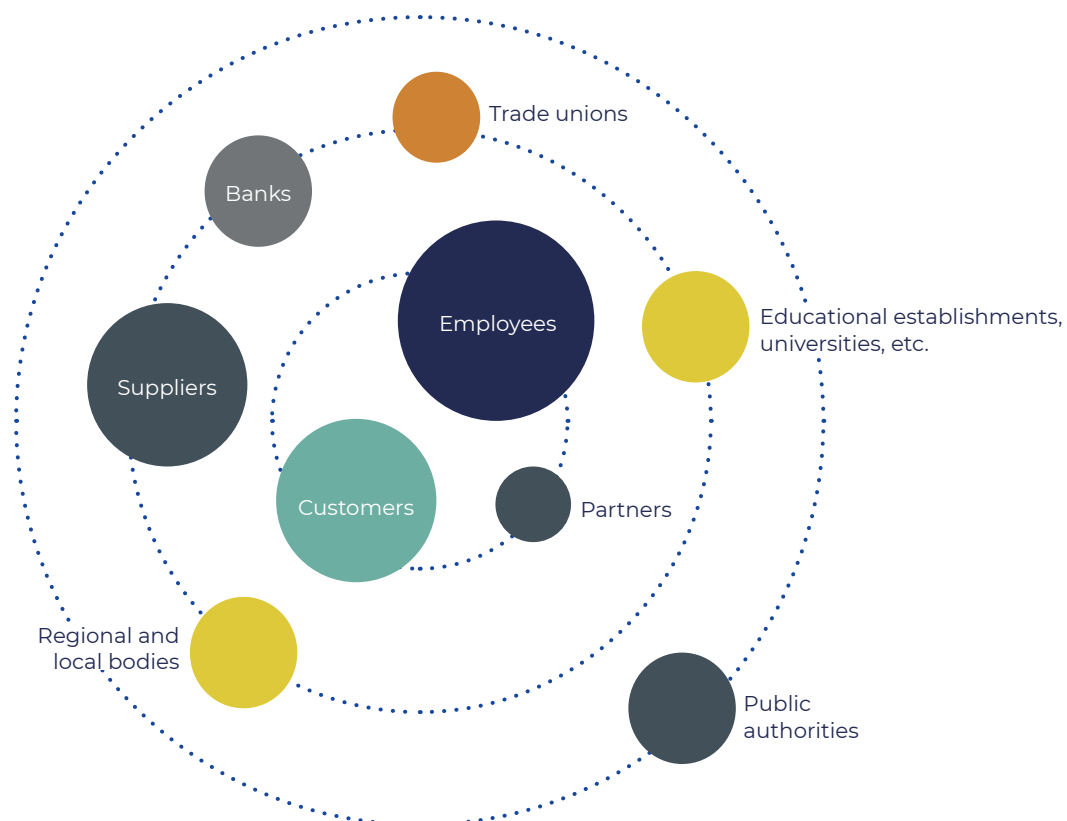 Trade unions
Banks
Employees
Educational establishments,
universities, etc.
Suppliers
Customers
Partners
Regional and
local bodies
Public
authorities